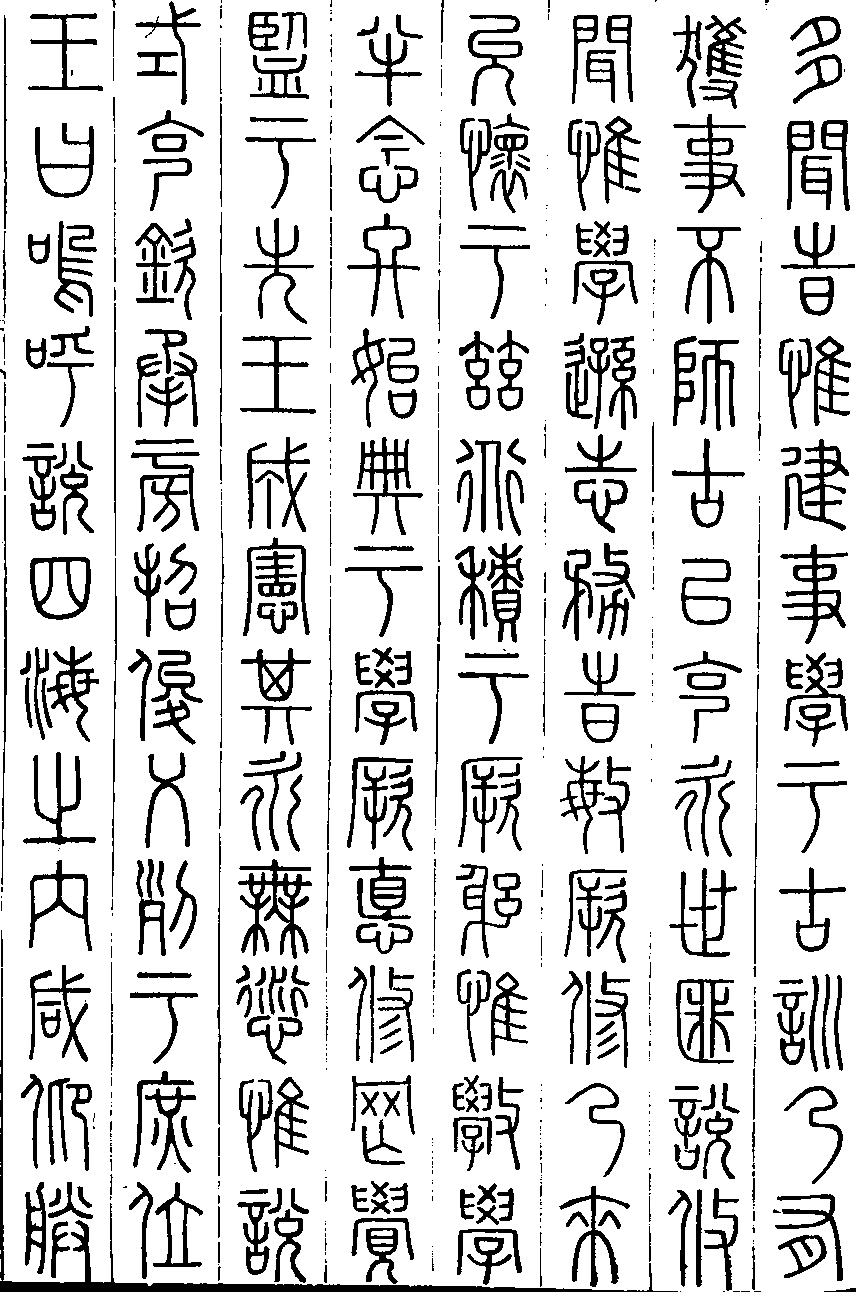 多聞時惟建事學于古訓乃有
獲事不師古以克永世匪說攸
聞惟學遜志務時敏厥修乃來
允懷于茲道積于厥躬惟斅學
半念終始典于學厥德修罔覺
監于先王成憲其永無愆惟說
式克欽承旁招俊乂列于庶位
王曰嗚呼說四海之內咸仰朕